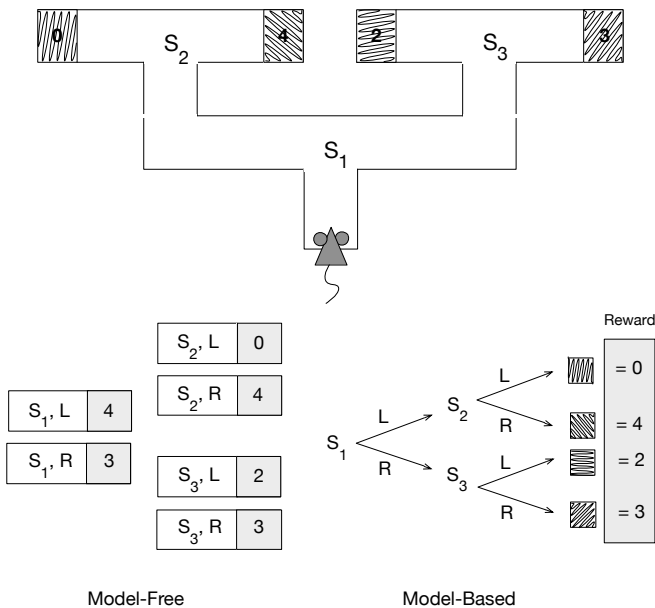 0 S2 4 2 S3 3
S1
Reward
S2, L 0
S2, R 4
S1, L 4
S1, R 3
S3, L 2
S3, R 3
L = 0
S2
L R = 4
S1
R L = 2
S3
R = 3
Model-Free Model-Based